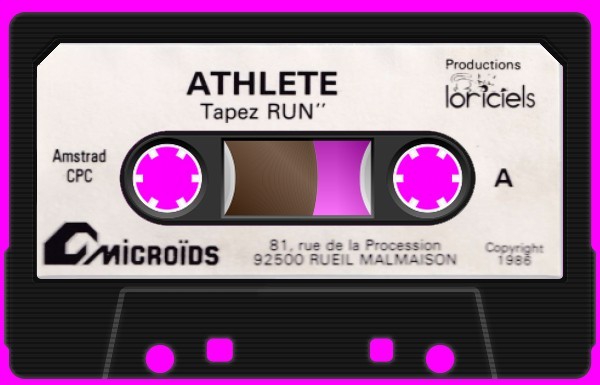 ATHLETE
Tapez RUN"
Productions
loriciels
Amstrad
CPC
A
MICROÏDS
81, rue de la Procession
92500 RUEIL MALMAISON
Copyright
1986